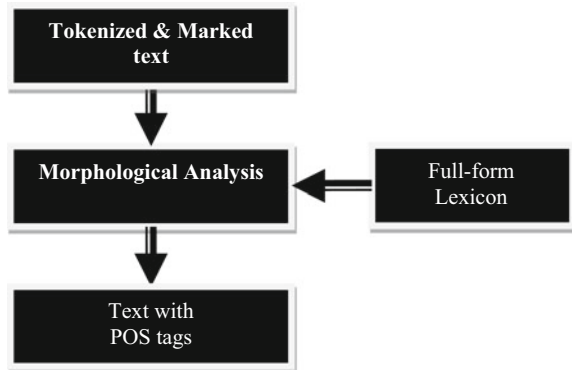 Tokenized & Marked
text
Morphological Analysis
Full-form
Lexicon
Text with
POS tags